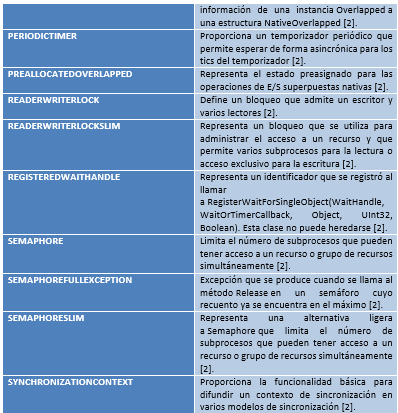 información de una instancia Overlapped a
una estructura NativeOverlapped [2].
PERIODICTIMER
Proporciona un temporizador periódico que
permite esperar de forma asincrónica para los
tics del temporizador [2].
PREALLOCATEDOVERLAPPED
Representa el estado preasignado para las
operaciones de E/S superpuestas nativas [2].
READERWRITERLOCK
Define un bloqueo que admite un escritor y
varios lectores [2].
READERWRITERLOCKSLIM
Representa un bloqueo que se utiliza para
administrar el acceso a un recurso y que
permite varios subprocesos para la lectura o
acceso exclusivo para la escritura [2].
REGISTEREDWAITHANDLE
Representa un identificador que se registró al
llamar
a RegisterWaitForSingleObject(WaitHandle,
WaitOrTimerCallback, Object, UInt32,
Boolean). Esta clase no puede heredarse [2].
SEMAPHORE
Limita el número de subprocesos que pueden
tener acceso a un recurso o grupo de recursos
simultáneamente [2].
SEMAPHOREFULLEXCEPTION
Excepción que se produce cuando se llama al
método Release en un semáforo cuyo
recuento ya se encuentra en el máximo [2].
SEMAPHORESLIM
Representa una alternativa ligera
a Semaphore que limita el número de
subprocesos que pueden tener acceso a un
recurso o grupo de recursos simultáneamente
[2].
SYNCHRONIZATIONCONTEXT
Proporciona la funcionalidad básica para
difundir un contexto de sincronización en
varios modelos de sincronización [2].